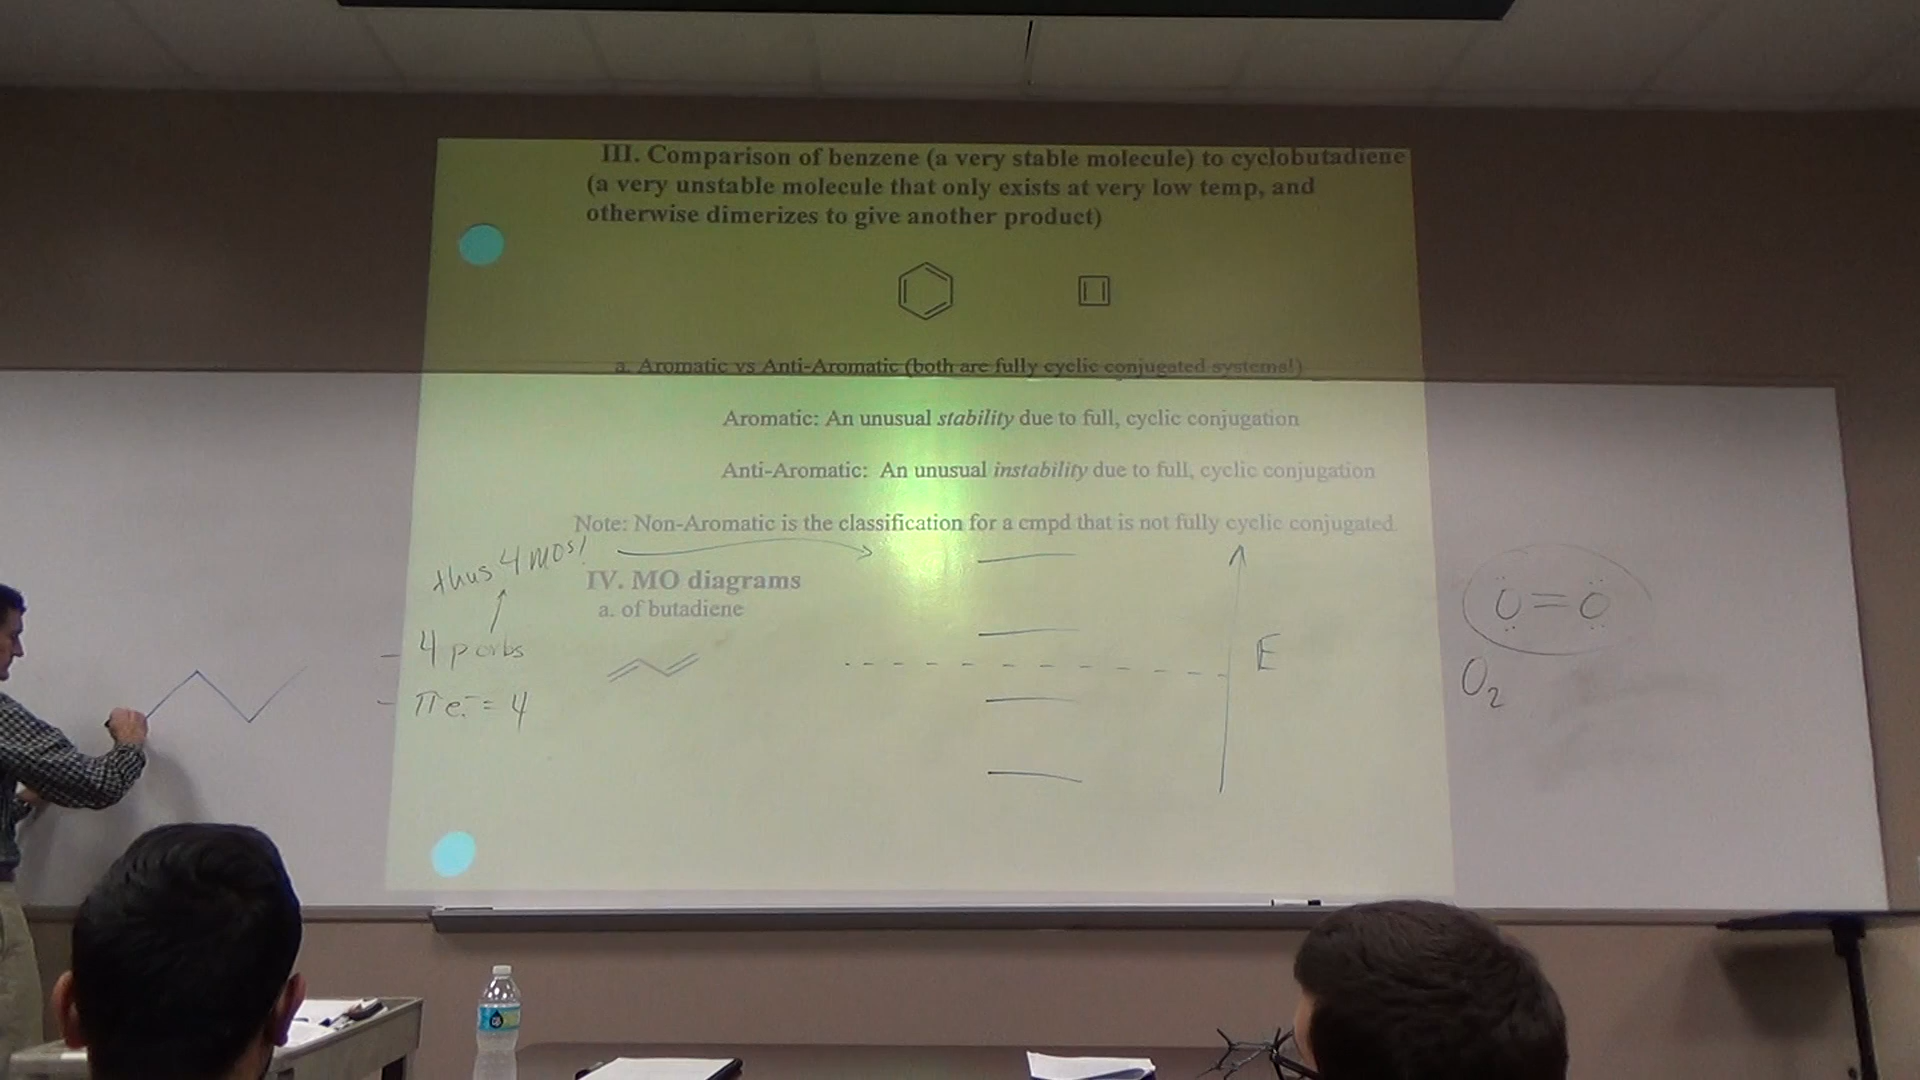 III. Comparison of benzene (a very stable molecule) to cyclobutadiene
(a very unstable molecule that only exists at very low temp, and
otherwise dimerizes to give another product)
a. Aromatic vs Anti-Aromatic (both are fully cyclic conjugated systems!)
Aromatic: An unusual stability due to full, cyclic conjugation
Anti-Aromatic: An unusual instability due to full, cyclic conjugation
Note: Non-Aromatic is the classification for a cmpd that is not fully cyclic conjugated.
thus 4 mos!
IV. MO diagrams
a. of butadiene
- 4 p orbs
- π e⁻ = 4
E
O=O
O₂